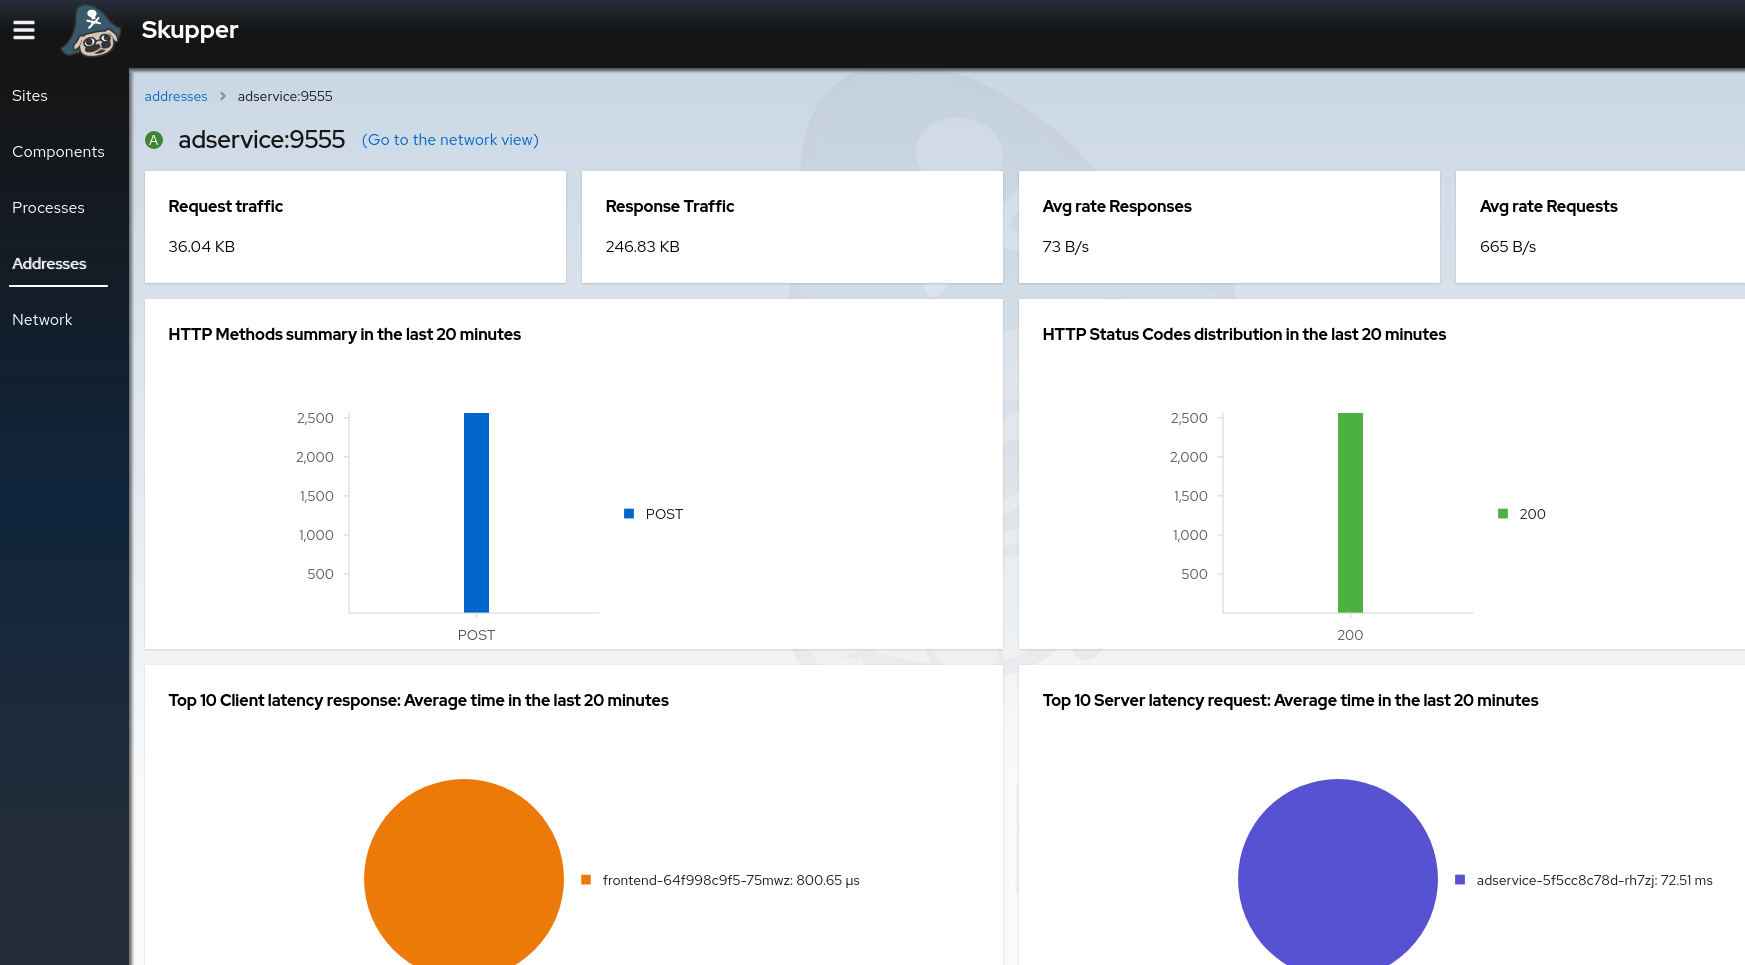 Skupper
Sites
Components
Processes
Addresses
Network
addresses > adservice:9555
A adservice:9555 (Go to the network view)
Request traffic
36.04 KB
Response Traffic
246.83 KB
Avg rate Responses
73 B/s
Avg rate Requests
665 B/s
HTTP Methods summary in the last 20 minutes
2,500
2,000
1,500
1,000
500
POST
POST
HTTP Status Codes distribution in the last 20 minutes
2,500
2,000
1,500
1,000
500
200
200
Top 10 Client latency response: Average time in the last 20 minutes
frontend-64f998c9f5-75mwz: 800.65 µs
Top 10 Server latency request: Average time in the last 20 minutes
adservice-5f5cc8c78d-rh7zj: 72.51 ms